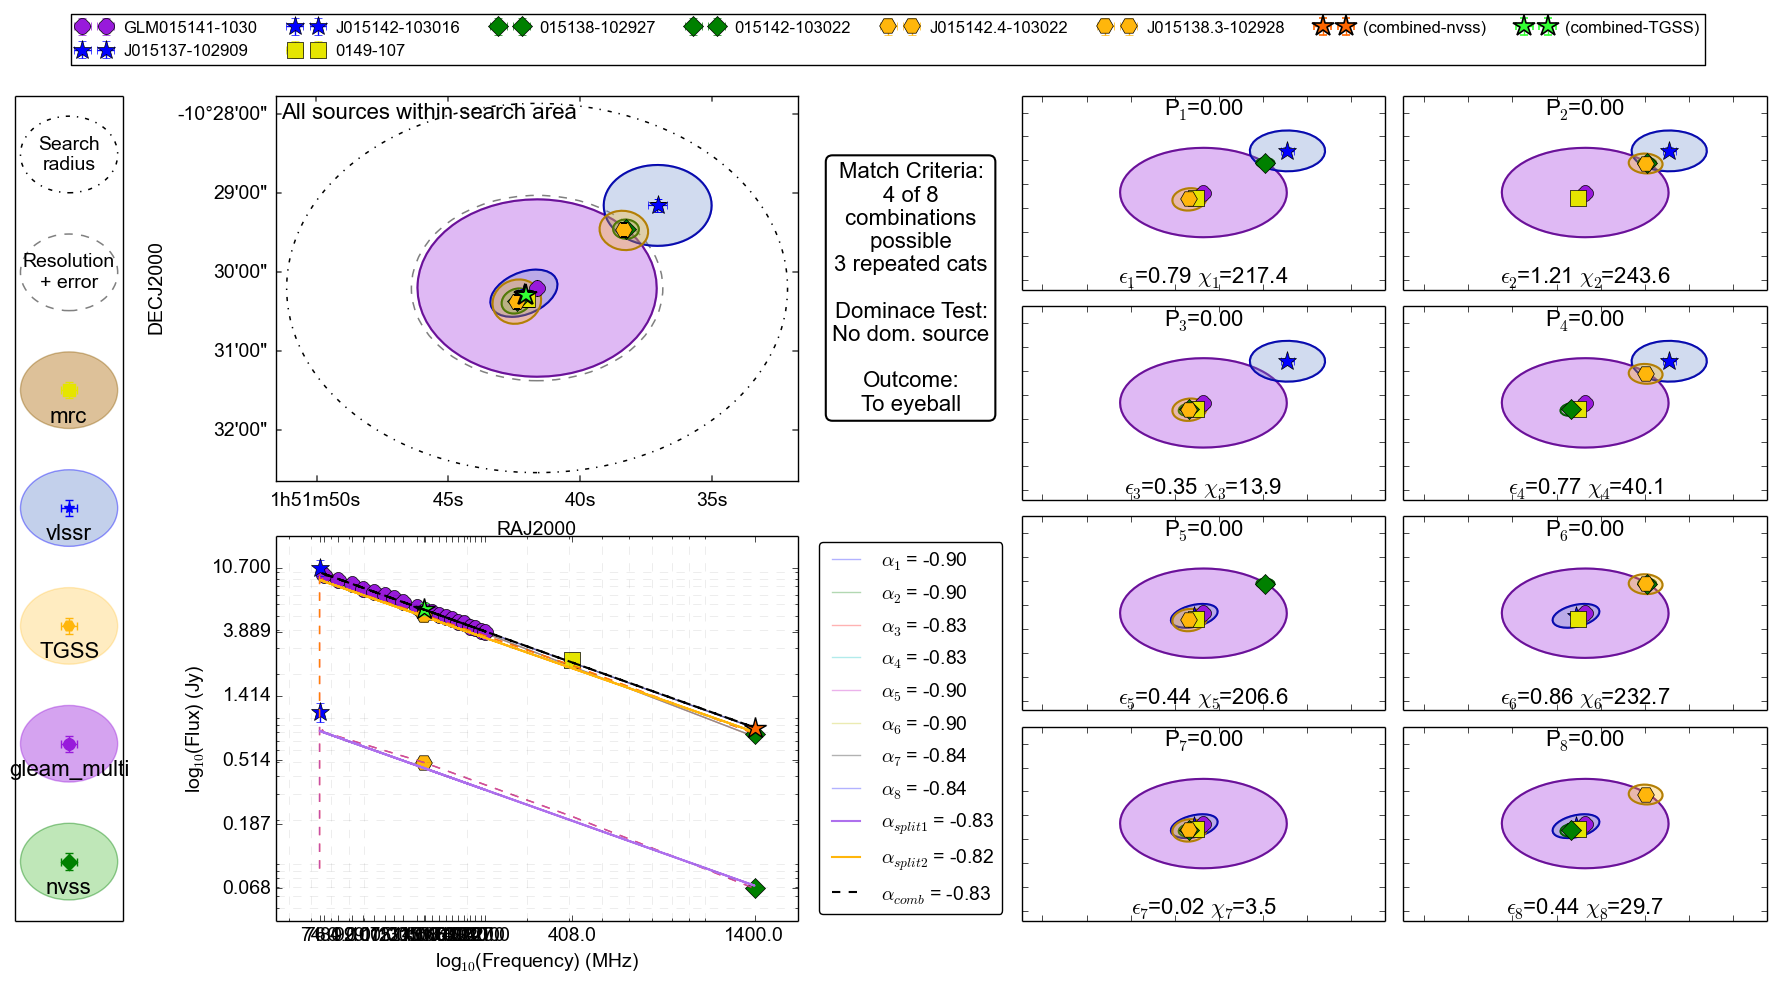 GLM015141-1030
J015142-103016
015138-102927
015142-103022
J015142.4-103022
J015138.3-102928
(combined-nvss)
(combined-TGSS)
J015137-102909
0149-107
Search
radius
Resolution
+ error
mrc
vlssr
TGSS
gleam_multi
nvss
All sources within search area
DECJ2000
-10°28'00"
29'00"
30'00"
31'00"
32'00"
1h51m50s
45s
40s
35s
RAJ2000
Match Criteria:
4 of 8
combinations
possible
3 repeated cats
Dominace Test:
No dom. source
Outcome:
To eyeball
log10(Flux) (Jy)
10.700
3.889
1.414
0.514
0.187
0.068
408.0
1400.0
log10(Frequency) (MHz)
α1 = -0.90
α2 = -0.90
α3 = -0.83
α4 = -0.83
α5 = -0.90
α6 = -0.90
α7 = -0.84
α8 = -0.84
αsplit1 = -0.83
αsplit2 = -0.82
αcomb = -0.83
P1=0.00
ϵ1=0.79 χ1=217.4
P2=0.00
ϵ2=1.21 χ2=243.6
P3=0.00
ϵ3=0.35 χ3=13.9
P4=0.00
ϵ4=0.77 χ4=40.1
P5=0.00
ϵ5=0.44 χ5=206.6
P6=0.00
ϵ6=0.86 χ6=232.7
P7=0.00
ϵ7=0.02 χ7=3.5
P8=0.00
ϵ8=0.44 χ8=29.7